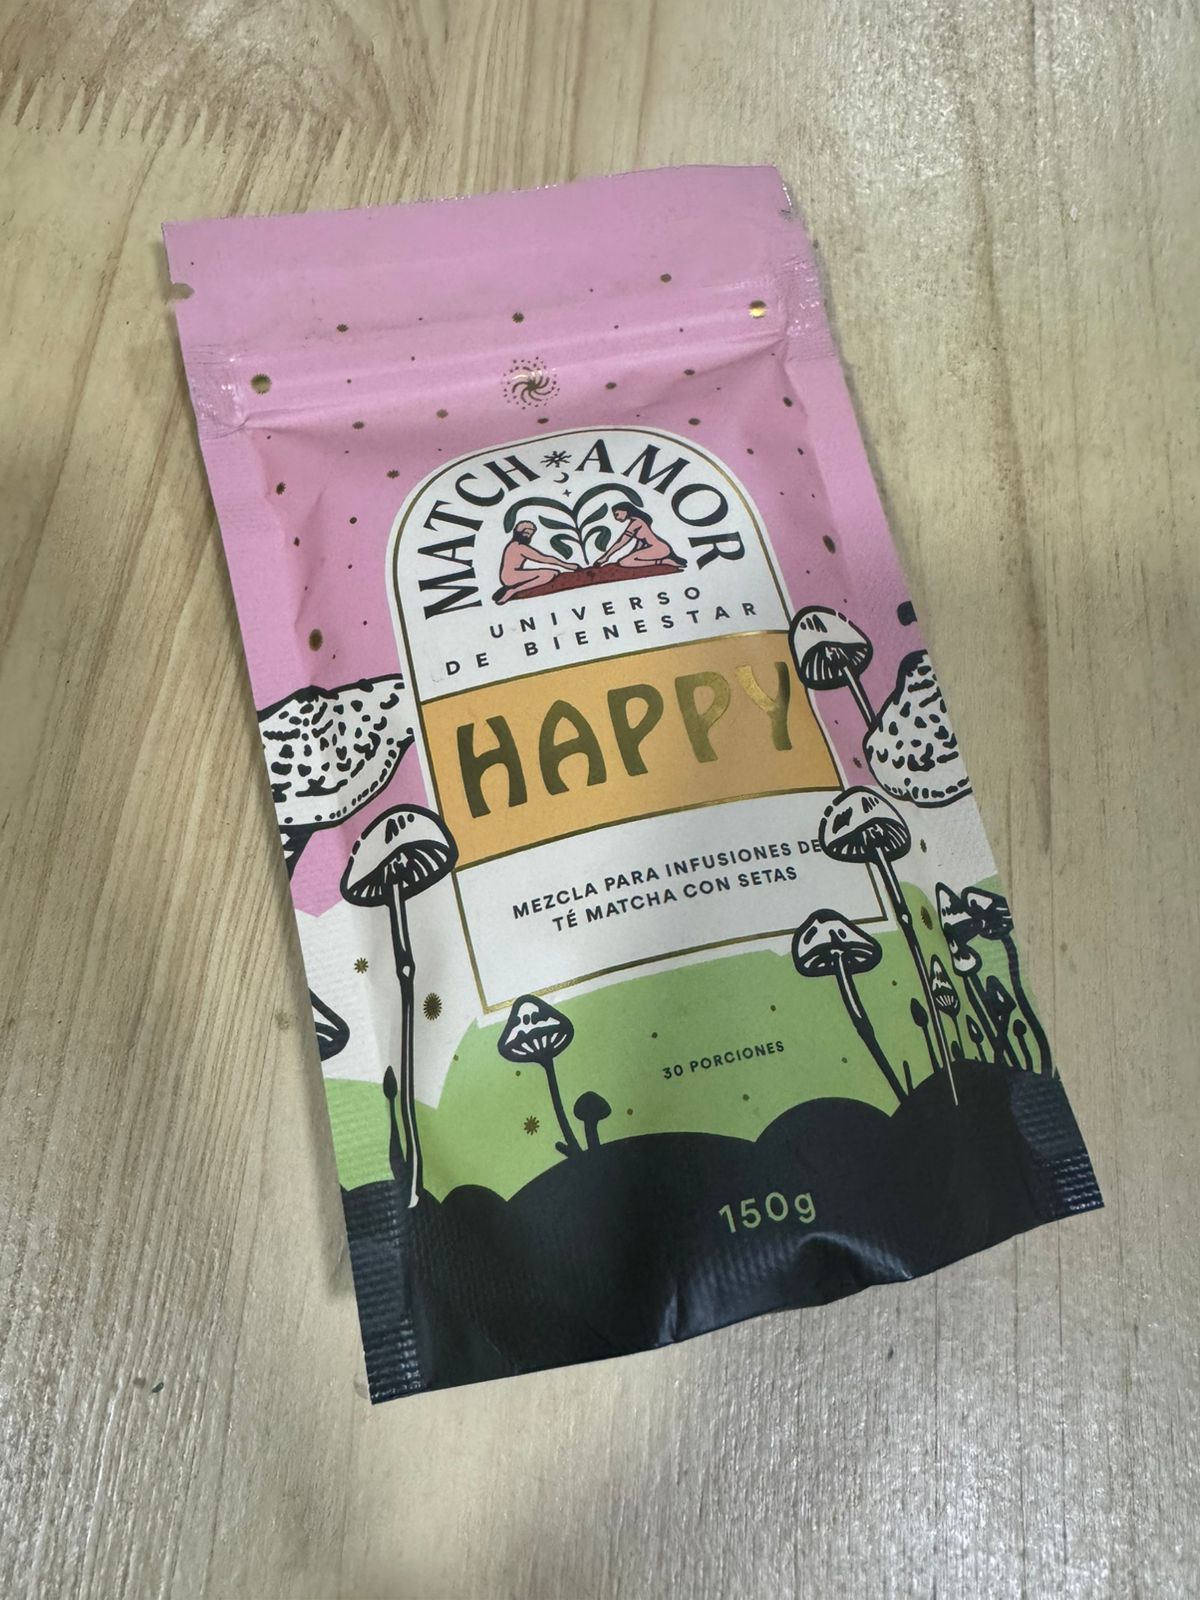 MATCH AMOR
UNIVERSO
DE BIENESTAR
HAPPY
MEZCLA PARA INFUSIONES DE
TÉ MATCHA CON SETAS
30 PORCIONES
150g